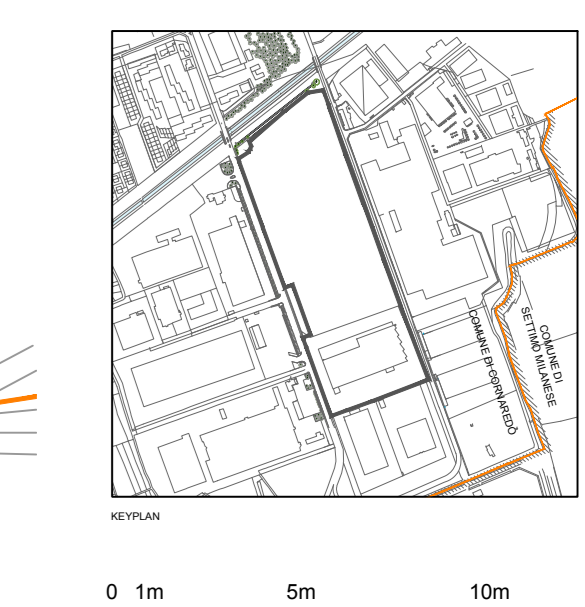 COMUNE DI
SETTIMO MILANESE
COMUNE DI CORNAREDO
KEYPLAN
0 1m 5m 10m